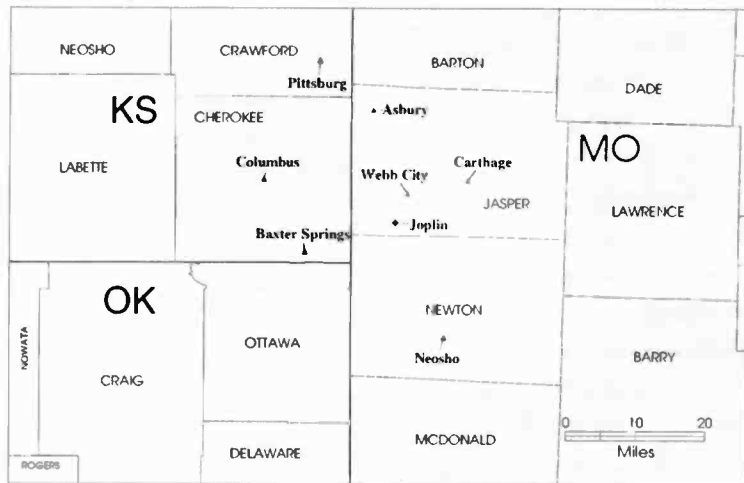 NEOSHO
CRAWFORD
Pittsburg
BARTON
DADE
KS
CHEROKEE
Asbury
MO
LABETTE
Columbus
Webb City
Carthage
JASPER
LAWRENCE
Baxter Springs
Joplin
OK
NOWATA
OTTAWA
NEWTON
Neosho
BARRY
CRAIG
0 10 20
Miles
ROGERS
DELAWARE
MCDONALD